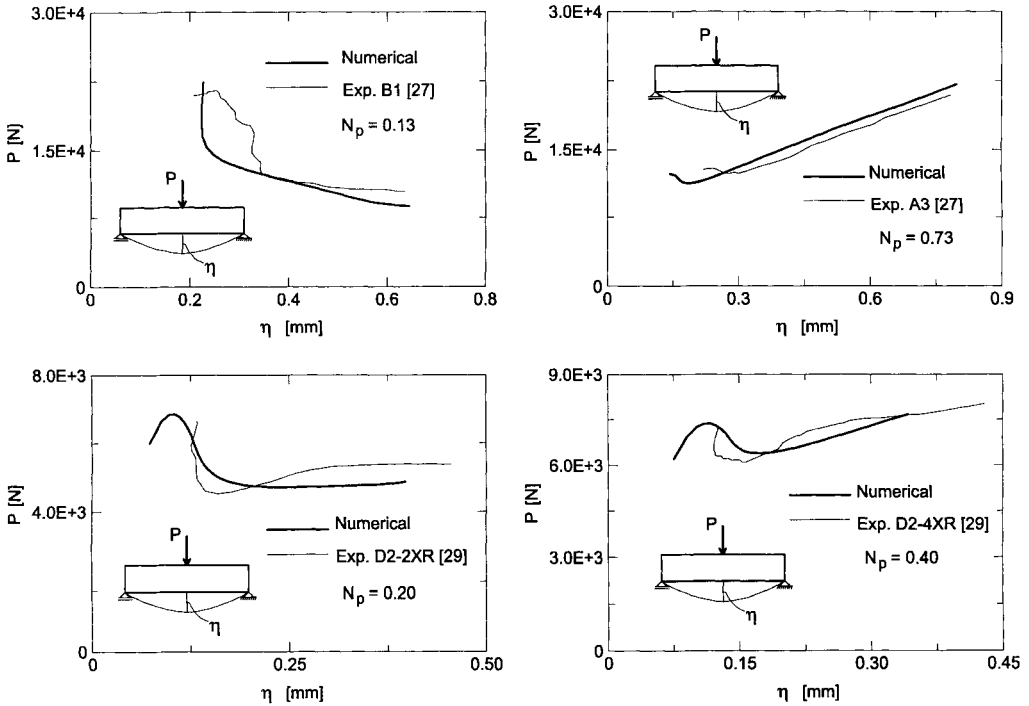 3.0E+4
Numerical
Exp. B1 [27]
N_p = 0.13
P [N]
1.5E+4
P
η
0
0 0.2 0.4 0.6 0.8
η [mm]
3.0E+4
P
η
P [N]
1.5E+4
Numerical
Exp. A3 [27]
N_p = 0.73
0
0 0.3 0.6 0.9
η [mm]
8.0E+3
P [N]
4.0E+3
Numerical
P
Exp. D2-2XR [29]
N_p = 0.20
η
0
0 0.25 0.50
η [mm]
9.0E+3
P [N]
6.0E+3
Numerical
P
Exp. D2-4XR [29]
3.0E+3
N_p = 0.40
η
0
0 0.15 0.30 0.45
η [mm]